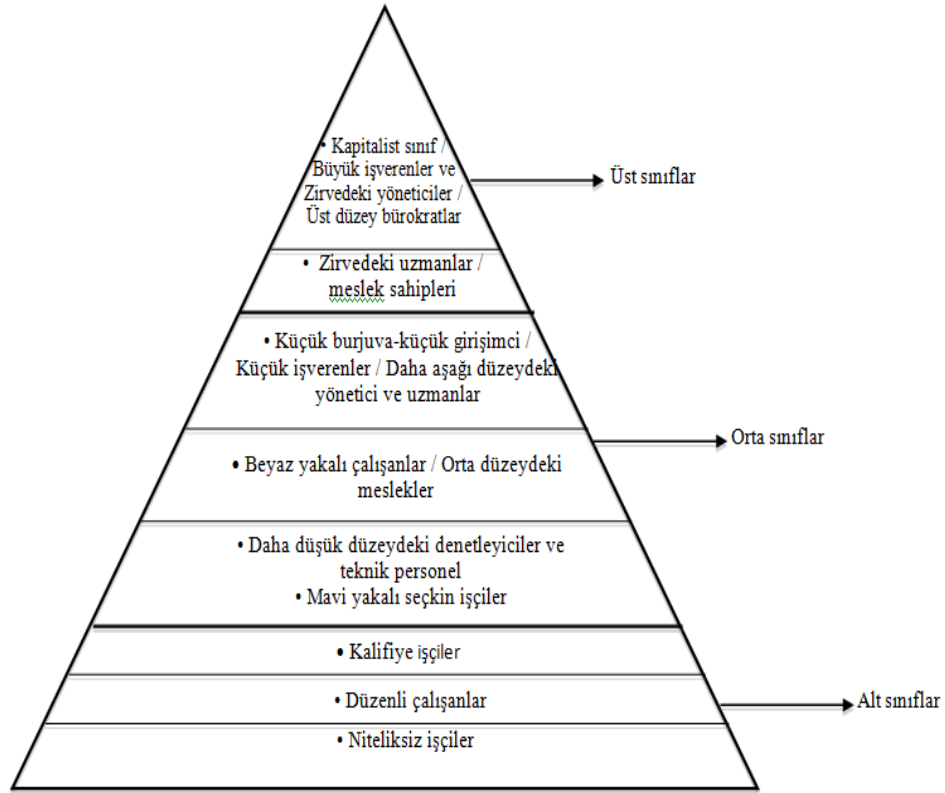 • Kapitalist sınıf /
Büyük işverenler ve
Zirvedeki yöneticiler /
Üst düzey bürokratlar
Üst sınıflar
• Zirvedeki uzmanlar /
meslek sahipleri
• Küçük burjuva-küçük girişimci /
Küçük işverenler / Daha aşağı düzeydeki
yönetici ve uzmanlar
Orta sınıflar
• Beyaz yakalı çalışanlar / Orta düzeydeki
meslekler
• Daha düşük düzeydeki denetleyiciler ve
teknik personel
• Mavi yakalı seçkin işçiler
• Kalifiye işçiler
• Düzenli çalışanlar
Alt sınıflar
• Niteliksiz işçiler